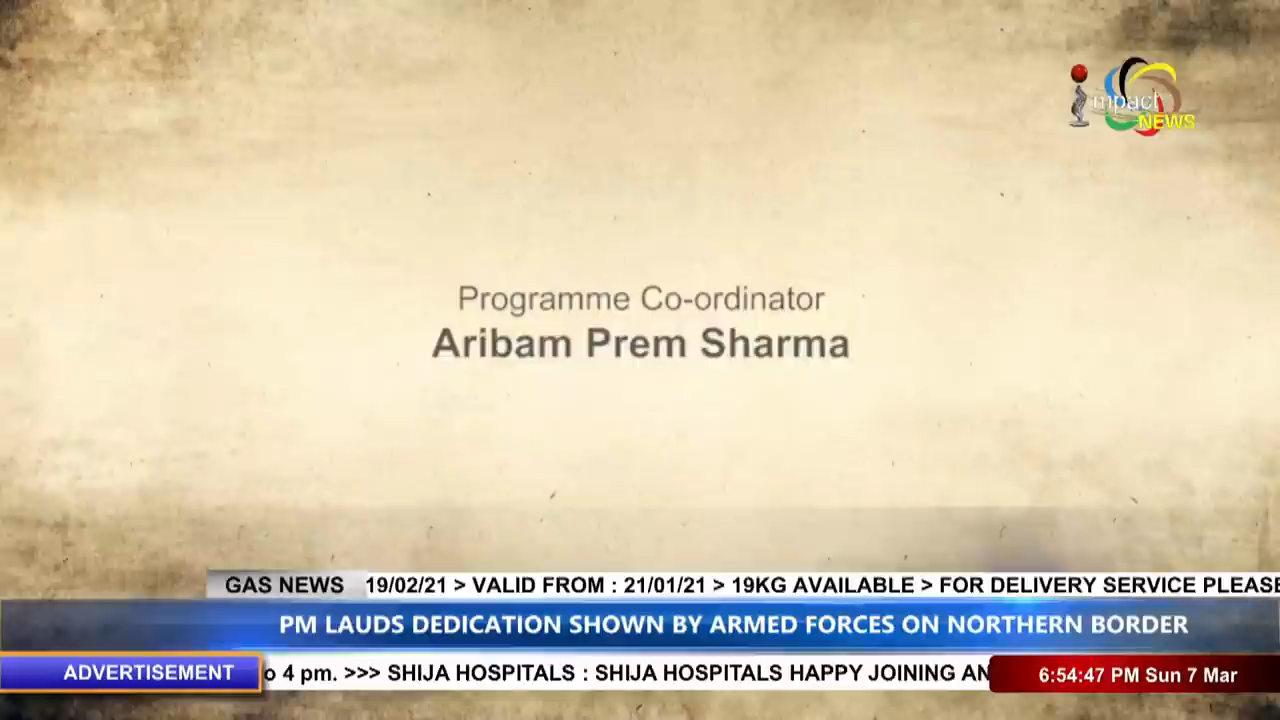 impact
NEWS
Programme Co-ordinator
Aribam Prem Sharma
GAS NEWS 19/02/21 > VALID FROM : 21/01/21 > 19KG AVAILABLE > FOR DELIVERY SERVICE PLEASE
PM LAUDS DEDICATION SHOWN BY ARMED FORCES ON NORTHERN BORDER
ADVERTISEMENT o 4 pm. >>> SHIJA HOSPITALS : SHIJA HOSPITALS HAPPY JOINING AN 6:54:47 PM Sun 7 Mar